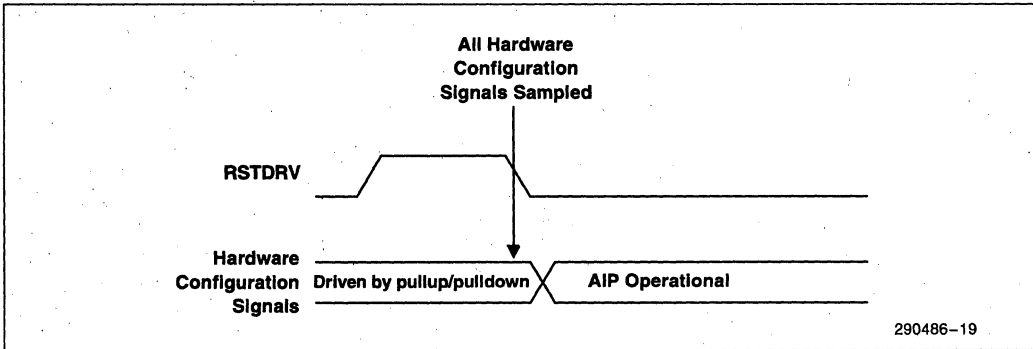 All Hardware
Configuration
Signals Sampled
RSTDRV
Hardware
Configuration
Signals
Driven by pullup/pulldown
AIP Operational
290486–19